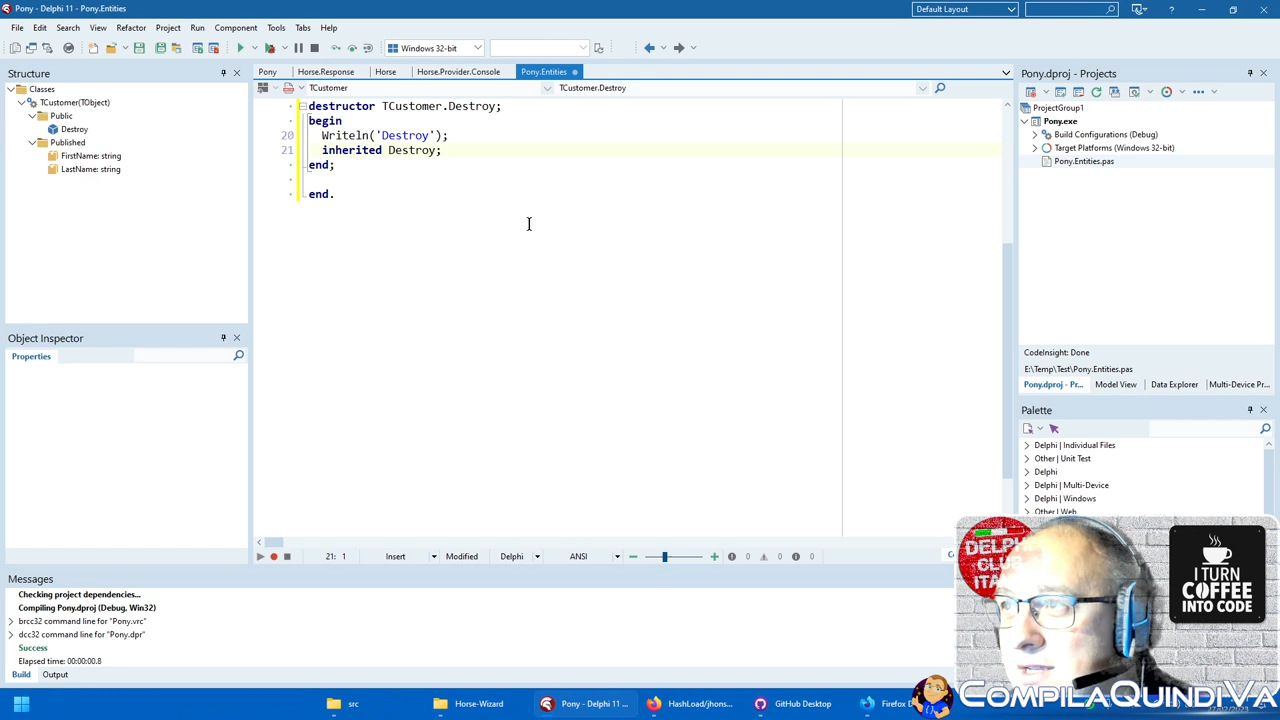 Pony - Delphi 11 - Pony.Entities
Default Layout
File Edit Search View Refactor Project Run Component Tools Tabs Help
Windows 32-bit
Structure
Classes
TCustomer(TObject)
Public
Destroy
Published
FirstName: string
LastName: string
Object Inspector
Properties
Pony Horse.Response Horse Horse.Provider.Console Pony.Entities
TCustomer TCustomer.Destroy
destructor TCustomer.Destroy;
begin
20 Writeln('Destroy');
21 inherited Destroy;
end;
end.
21: 1 Insert Modified Delphi ANSI 0 0 0
Pony.dproj - Projects
ProjectGroup1
Pony.exe
Build Configurations (Debug)
Target Platforms (Windows 32-bit)
Pony.Entities.pas
CodeInsight: Done
E:\Temp\Test\Pony.Entities.pas
Pony.dproj - Pr... Model View Data Explorer Multi-Device Pr...
Palette
Delphi | Individual Files
Other | Unit Test
Delphi
Delphi | Multi-Device
Delphi | Windows
Other | Web
Messages
Checking project dependencies...
Compiling Pony.dproj (Debug, Win32)
brcc32 command line for "Pony.vrc"
dcc32 command line for "Pony.dpr"
Success
Elapsed time: 00:00:00.8
Build Output
DELPHI
CLUB
I TURN
COFFEE
INTO CODE
COMPILAQUINDIVA
src Horse-Wizard Pony - Delphi 11 ... HashLoad/jhons... GitHub Desktop